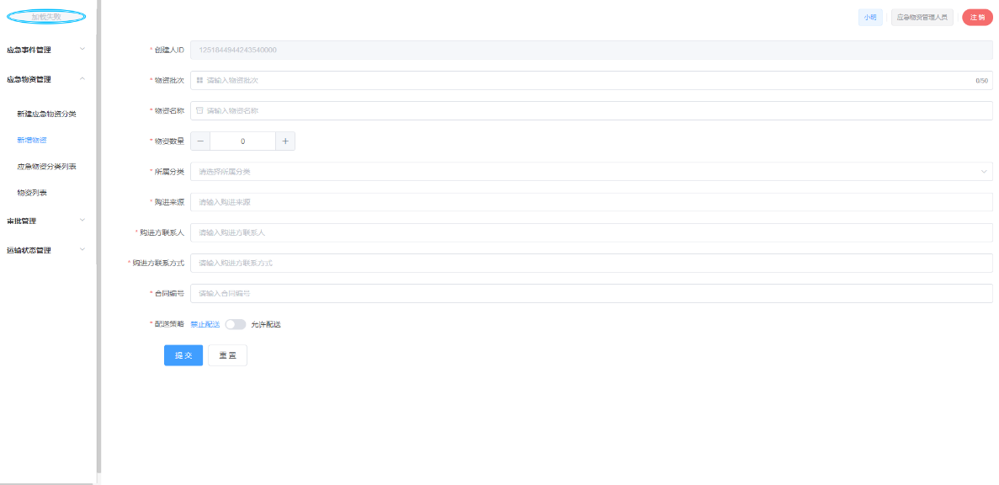 加载失败
小明
应急物资管理人员
注 销
应急事件管理
应急物资管理
新建应急物资分类
新增物资
应急物资分类列表
物资列表
审批管理
运输状态管理
* 创建人ID 1251844944243540000
* 物资批次 请输入物资批次 0/50
* 物资名称 请输入物资名称
* 物资数量 － 0 +
* 所属分类 请选择所属分类
* 购进来源 请输入购进来源
* 购进方联系人 请输入购进方联系人
* 购进方联系方式 请输入购进方联系方式
* 合同编号 请输入合同编号
* 配送策略 禁止配送 允许配送
提 交
重 置